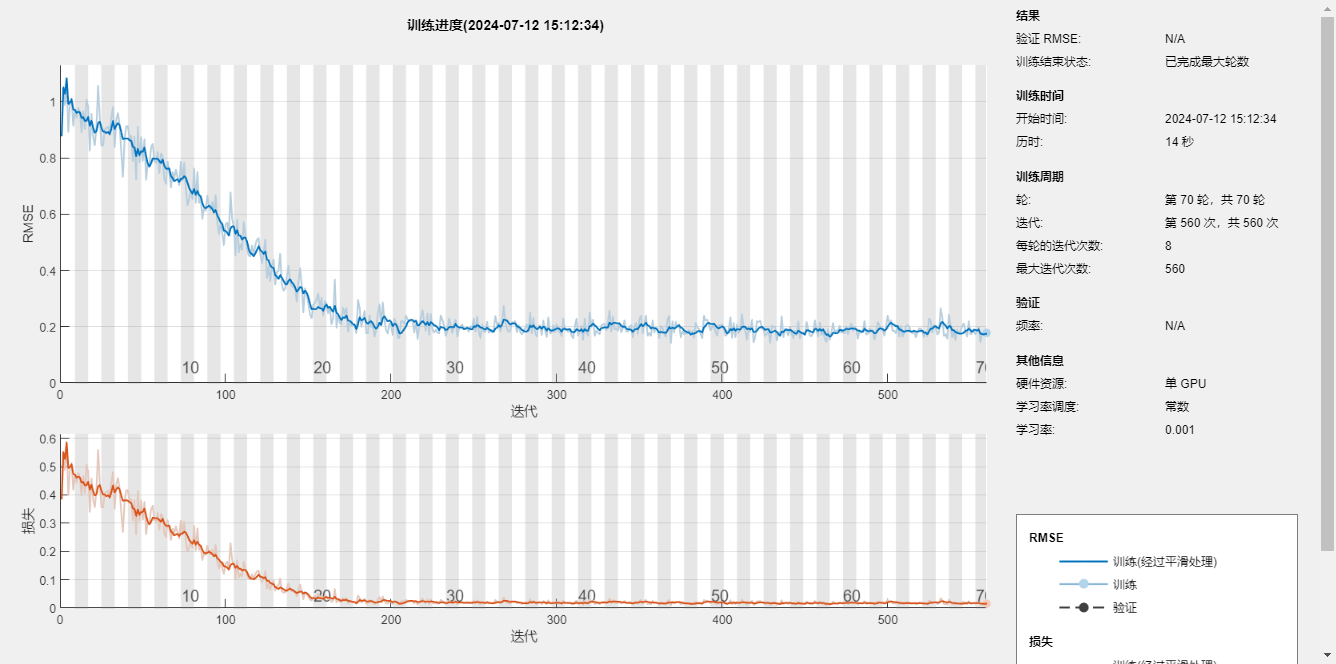 训练进度(2024-07-12 15:12:34)
RMSE
1
0.8
0.6
0.4
0.2
0
10 20 30 40 50 60 70
0 100 200 300 400 500
迭代
损失
0.6
0.5
0.4
0.3
0.2
0.1
0
10 20 30 40 50 60 70
0 100 200 300 400 500
迭代
结果
验证 RMSE: N/A
训练结束状态: 已完成最大轮数
训练时间
开始时间: 2024-07-12 15:12:34
历时: 14 秒
训练周期
轮: 第 70 轮，共 70 轮
迭代: 第 560 次，共 560 次
每轮的迭代次数: 8
最大迭代次数: 560
验证
频率: N/A
其他信息
硬件资源: 单 GPU
学习率调度: 常数
学习率: 0.001
RMSE
训练(经过平滑处理)
训练
验证
损失